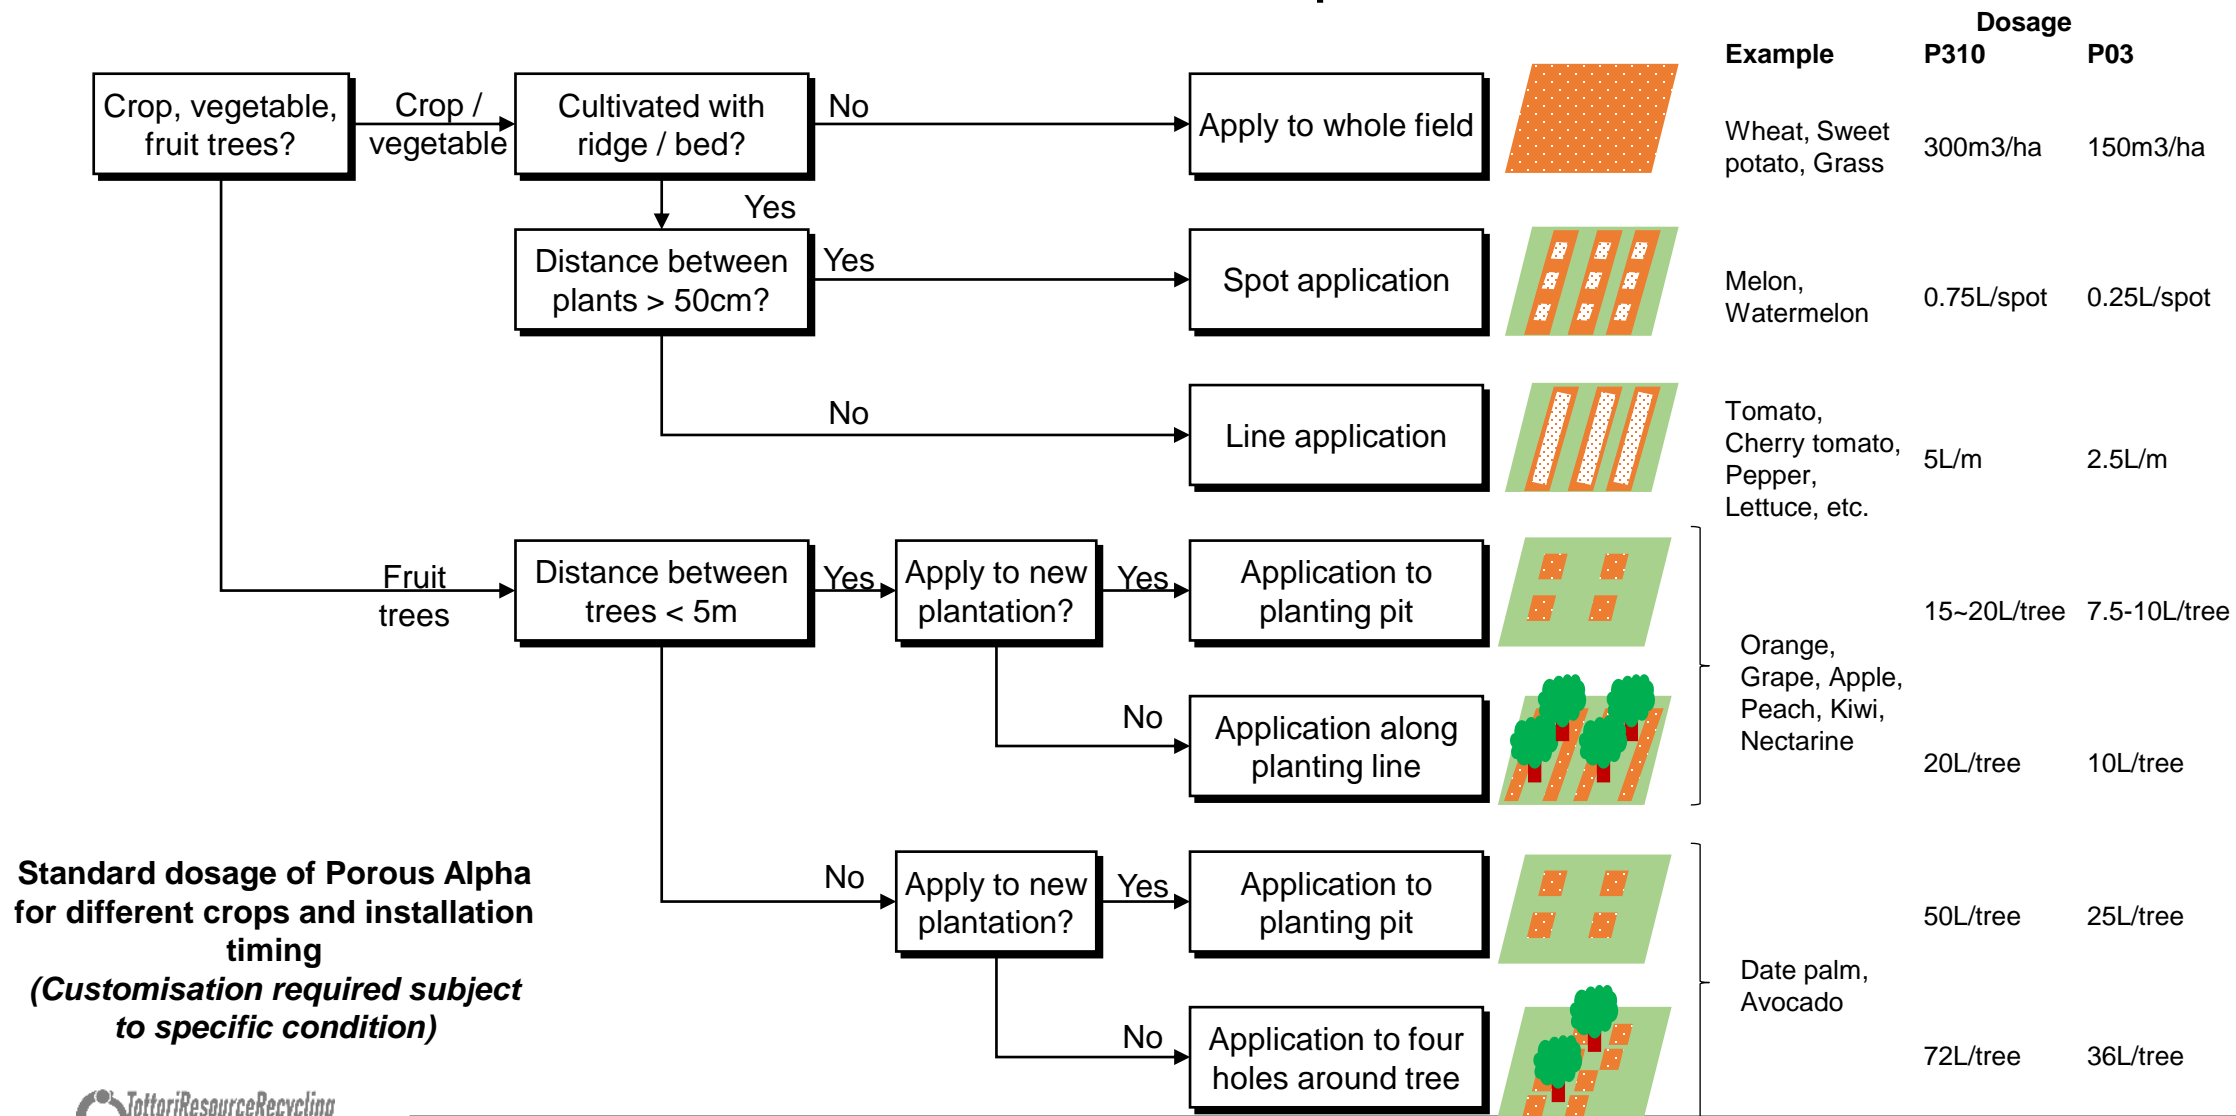 Dosage
Example
P310
P03
Crop, vegetable,
fruit trees?
Crop /
vegetable
Cultivated with
ridge / bed?
No
Apply to whole field
Wheat, Sweet
potato, Grass
300m3/ha
150m3/ha
Yes
Distance between
plants > 50cm?
Yes
Spot application
Melon,
Watermelon
0.75L/spot
0.25L/spot
No
Line application
Tomato,
Cherry tomato,
Pepper,
Lettuce, etc.
5L/m
2.5L/m
Fruit
trees
Distance between
trees < 5m
Yes
Apply to new
plantation?
Yes
Application to
planting pit
15~20L/tree
7.5-10L/tree
Orange,
Grape, Apple,
Peach, Kiwi,
Nectarine
No
Application along
planting line
20L/tree
10L/tree
No
Apply to new
plantation?
Yes
Application to
planting pit
50L/tree
25L/tree
Date palm,
Avocado
No
Application to four
holes around tree
72L/tree
36L/tree
Standard dosage of Porous Alpha
for different crops and installation
timing
(Customisation required subject
to specific condition)
TottoriResourceRecycling